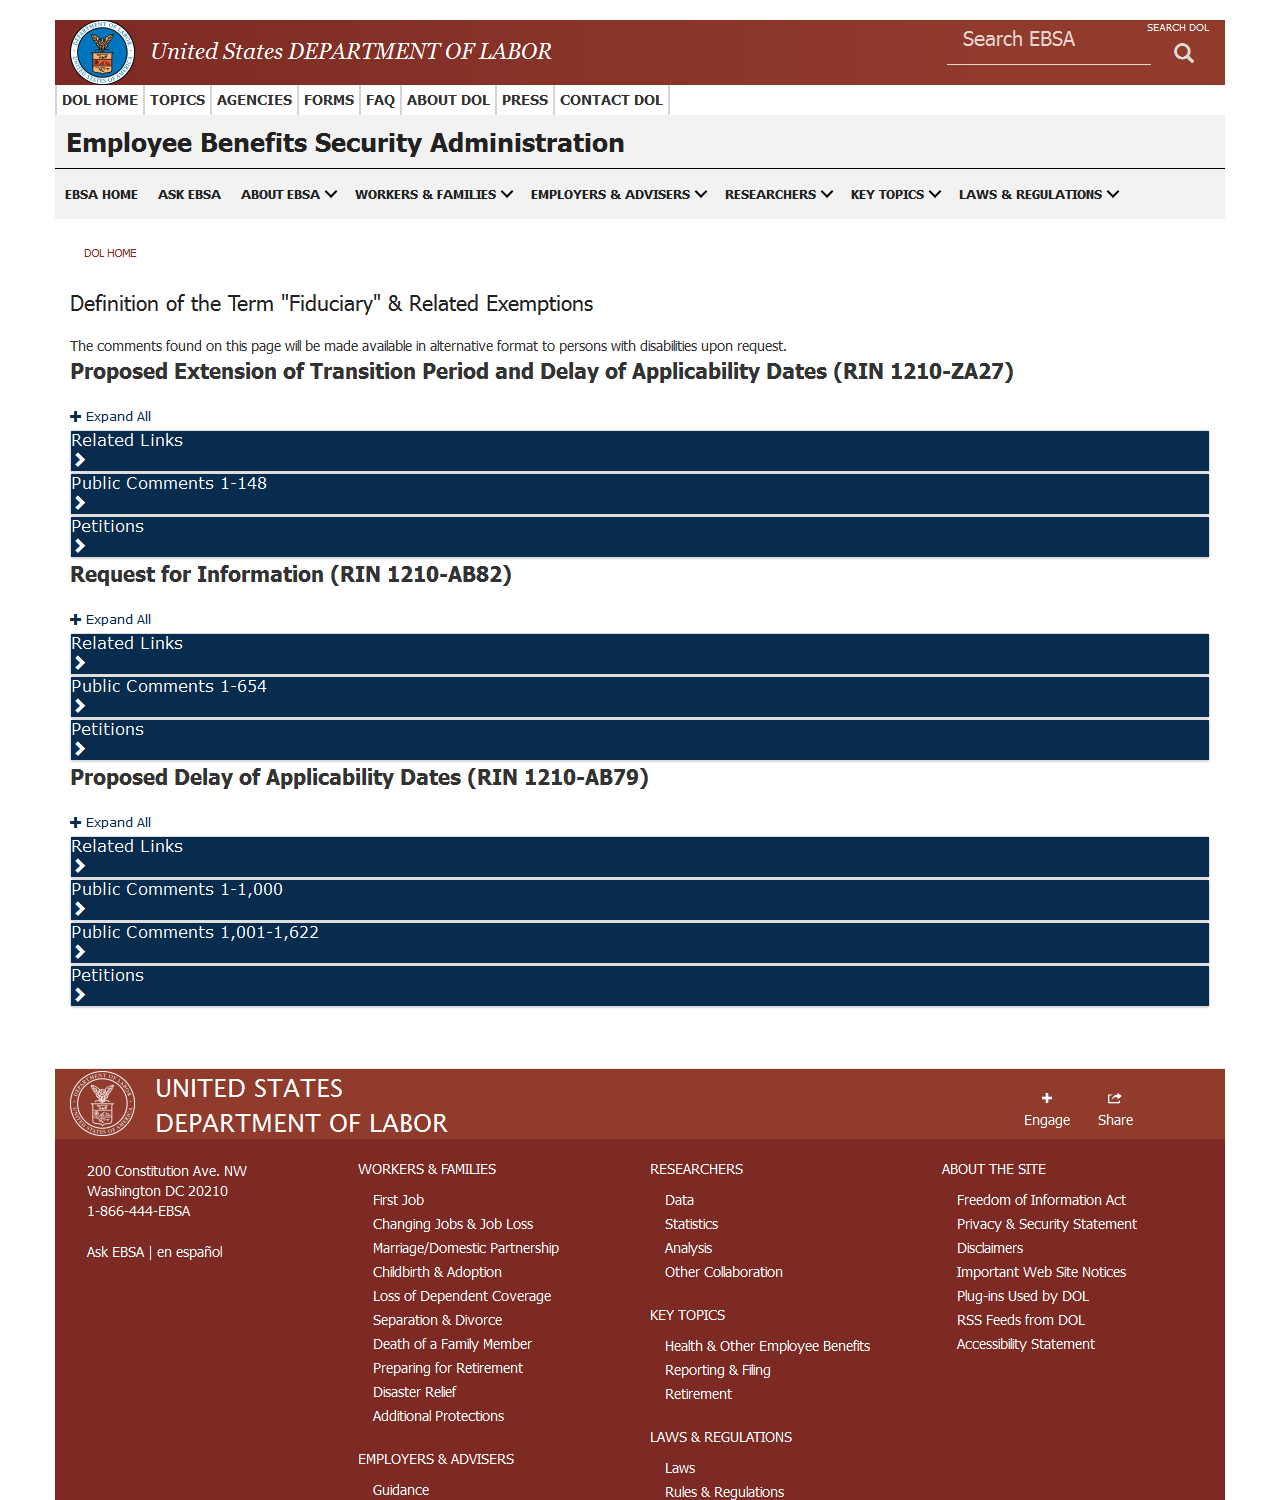 United States DEPARTMENT OF LABOR
Search EBSA
SEARCH DOL
DOL HOME TOPICS AGENCIES FORMS FAQ ABOUT DOL PRESS CONTACT DOL
Employee Benefits Security Administration
EBSA HOME ASK EBSA ABOUT EBSA WORKERS & FAMILIES EMPLOYERS & ADVISERS RESEARCHERS KEY TOPICS LAWS & REGULATIONS
DOL HOME
Definition of the Term "Fiduciary" & Related Exemptions
The comments found on this page will be made available in alternative format to persons with disabilities upon request.
Proposed Extension of Transition Period and Delay of Applicability Dates (RIN 1210-ZA27)
Expand All
Related Links
Public Comments 1-148
Petitions
Request for Information (RIN 1210-AB82)
Expand All
Related Links
Public Comments 1-654
Petitions
Proposed Delay of Applicability Dates (RIN 1210-AB79)
Expand All
Related Links
Public Comments 1-1,000
Public Comments 1,001-1,622
Petitions
UNITED STATES
DEPARTMENT OF LABOR
Engage
Share
200 Constitution Ave. NW
Washington DC 20210
1-866-444-EBSA
Ask EBSA | en español
WORKERS & FAMILIES
First Job
Changing Jobs & Job Loss
Marriage/Domestic Partnership
Childbirth & Adoption
Loss of Dependent Coverage
Separation & Divorce
Death of a Family Member
Preparing for Retirement
Disaster Relief
Additional Protections
EMPLOYERS & ADVISERS
Guidance
RESEARCHERS
Data
Statistics
Analysis
Other Collaboration
KEY TOPICS
Health & Other Employee Benefits
Reporting & Filing
Retirement
LAWS & REGULATIONS
Laws
Rules & Regulations
ABOUT THE SITE
Freedom of Information Act
Privacy & Security Statement
Disclaimers
Important Web Site Notices
Plug-ins Used by DOL
RSS Feeds from DOL
Accessibility Statement